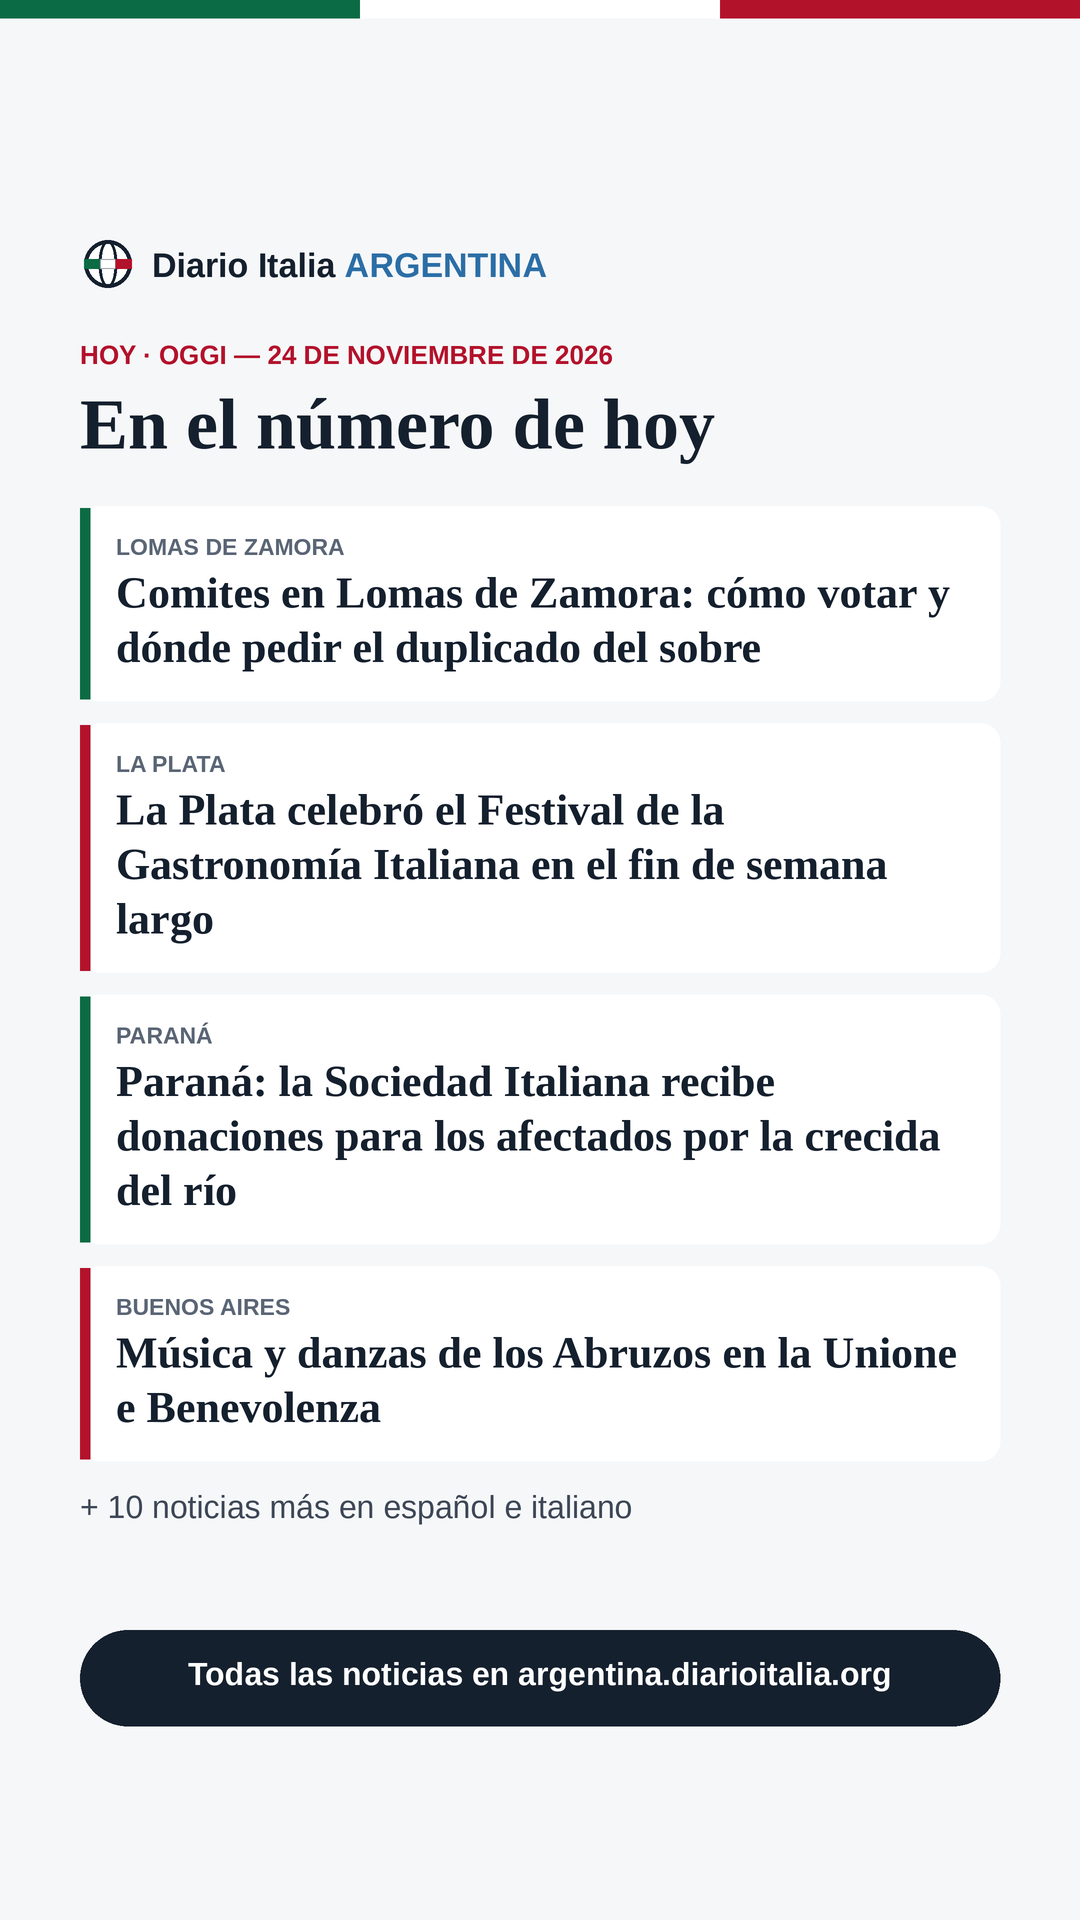 Diario Italia ARGENTINA
HOY · OGGI — 24 DE NOVIEMBRE DE 2026
En el número de hoy
LOMAS DE ZAMORA
Comites en Lomas de Zamora: cómo votar y
dónde pedir el duplicado del sobre
LA PLATA
La Plata celebró el Festival de la
Gastronomía Italiana en el fin de semana
largo
PARANÁ
Paraná: la Sociedad Italiana recibe
donaciones para los afectados por la crecida
del río
BUENOS AIRES
Música y danzas de los Abruzos en la Unione
e Benevolenza
+ 10 noticias más en español e italiano
Todas las noticias en argentina.diarioitalia.org